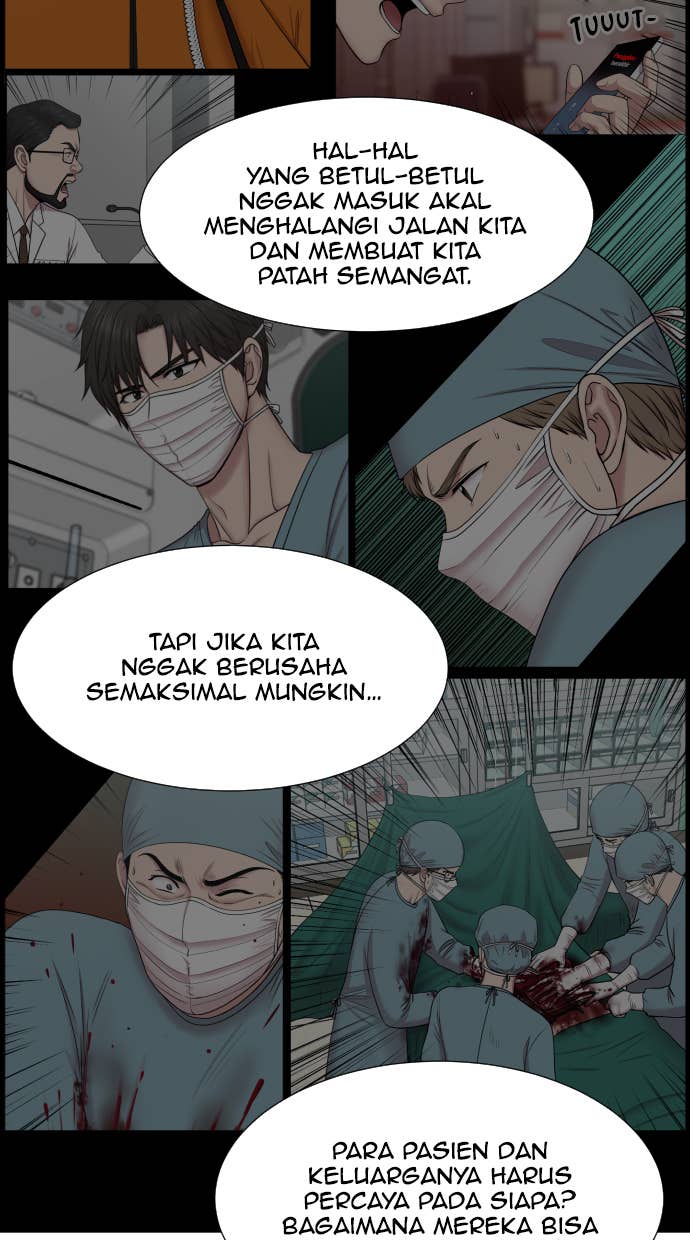 TUUUT-
HAL-HAL
YANG BETUL-BETUL
NGGAK MASUK AKAL
MENGHALANGI JALAN KITA
DAN MEMBUAT KITA
PATAH SEMANGAT.
TAPI JIKA KITA
NGGAK BERUSAHA
SEMAKSIMAL MUNGKIN...
PARA PASIEN DAN
KELUARGANYA HARUS
PERCAYA PADA SIAPA?
BAGAIMANA MEREKA BISA